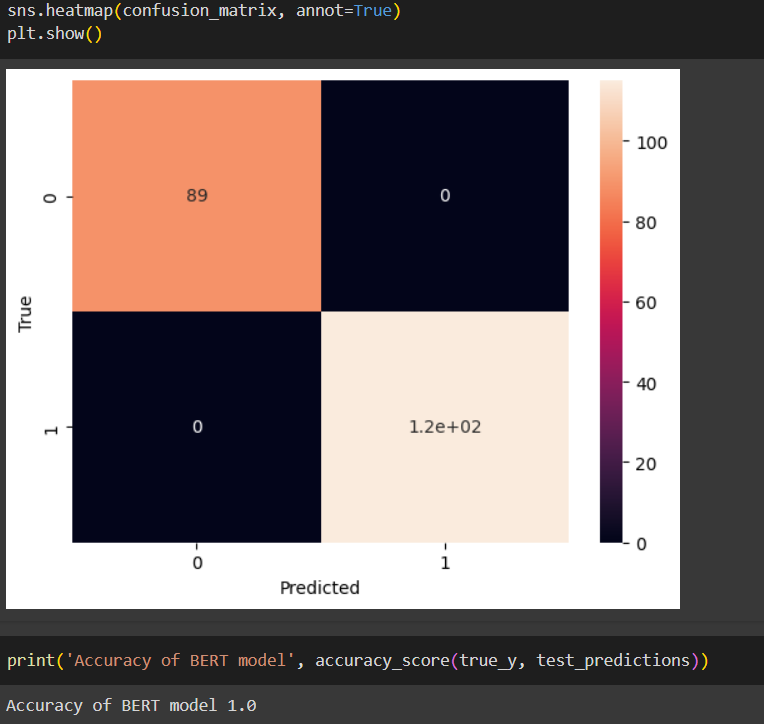 sns.heatmap(confusion_matrix, annot=True)
plt.show()
89 0
0 1.2e+02
0
1
True
0 1
Predicted
100
80
60
40
20
0
print('Accuracy of BERT model', accuracy_score(true_y, test_predictions))
Accuracy of BERT model 1.0